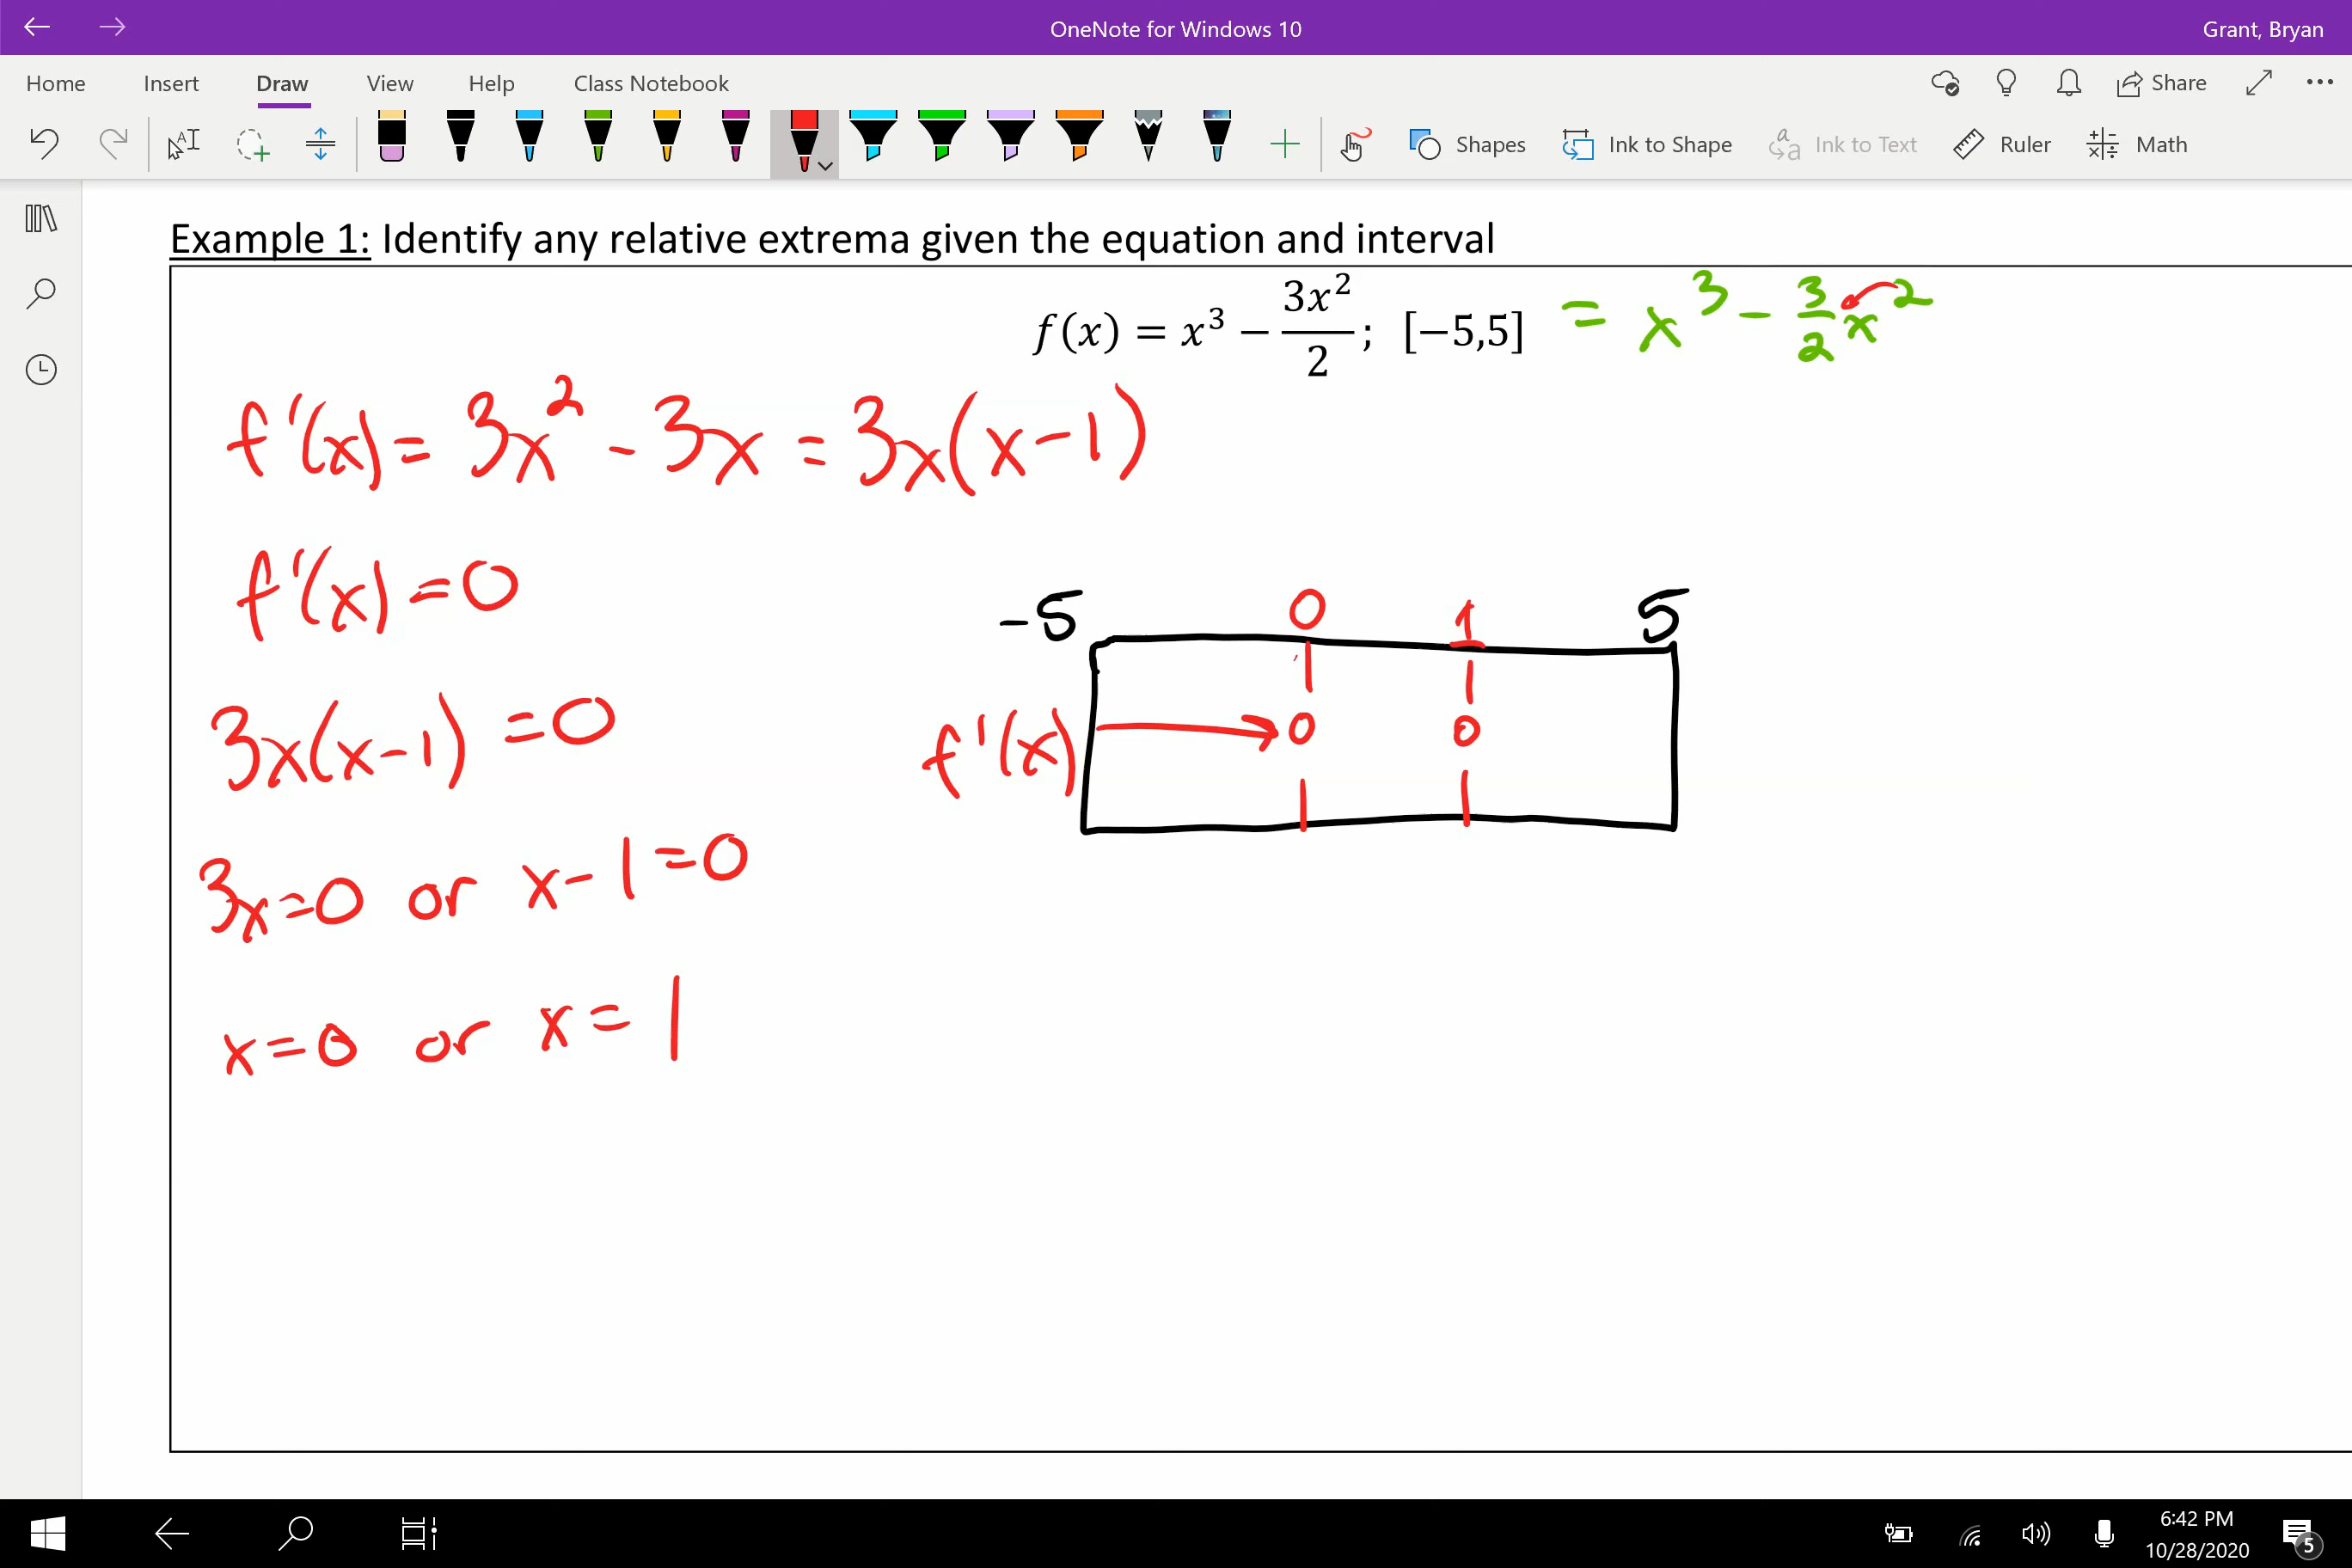 OneNote for Windows 10
Grant, Bryan
Home Insert Draw View Help Class Notebook Share
Shapes Ink to Shape Ink to Text Ruler Math
Example 1: Identify any relative extrema given the equation and interval
f(x) = x³ − 3x²/2; [−5,5] = x³ − 3/2 x²
f'(x) = 3x² - 3x = 3x(x-1)
f'(x) = 0
-5 0 1 5
3x(x-1) = 0
f'(x) 0 0
3x=0 or x-1=0
x=0 or x=1
6:42 PM
10/28/2020
5